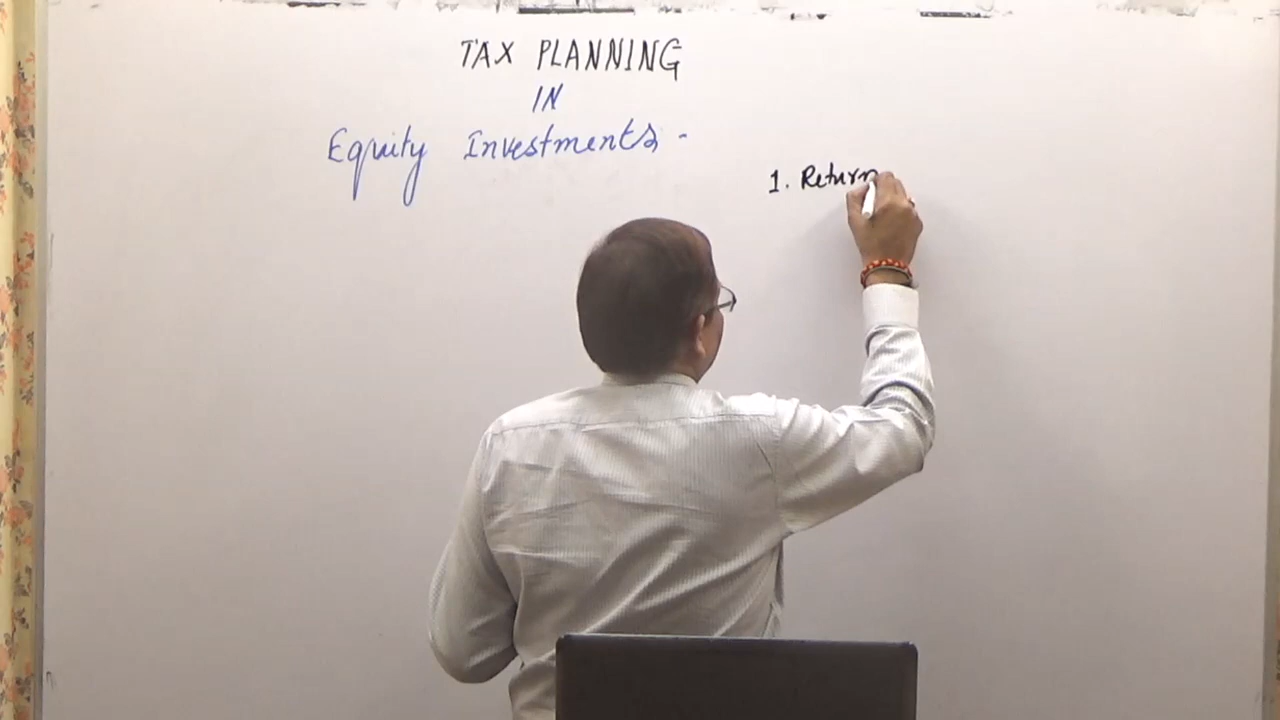 TAX PLANNING
IN
Equity Investments -
1. Return